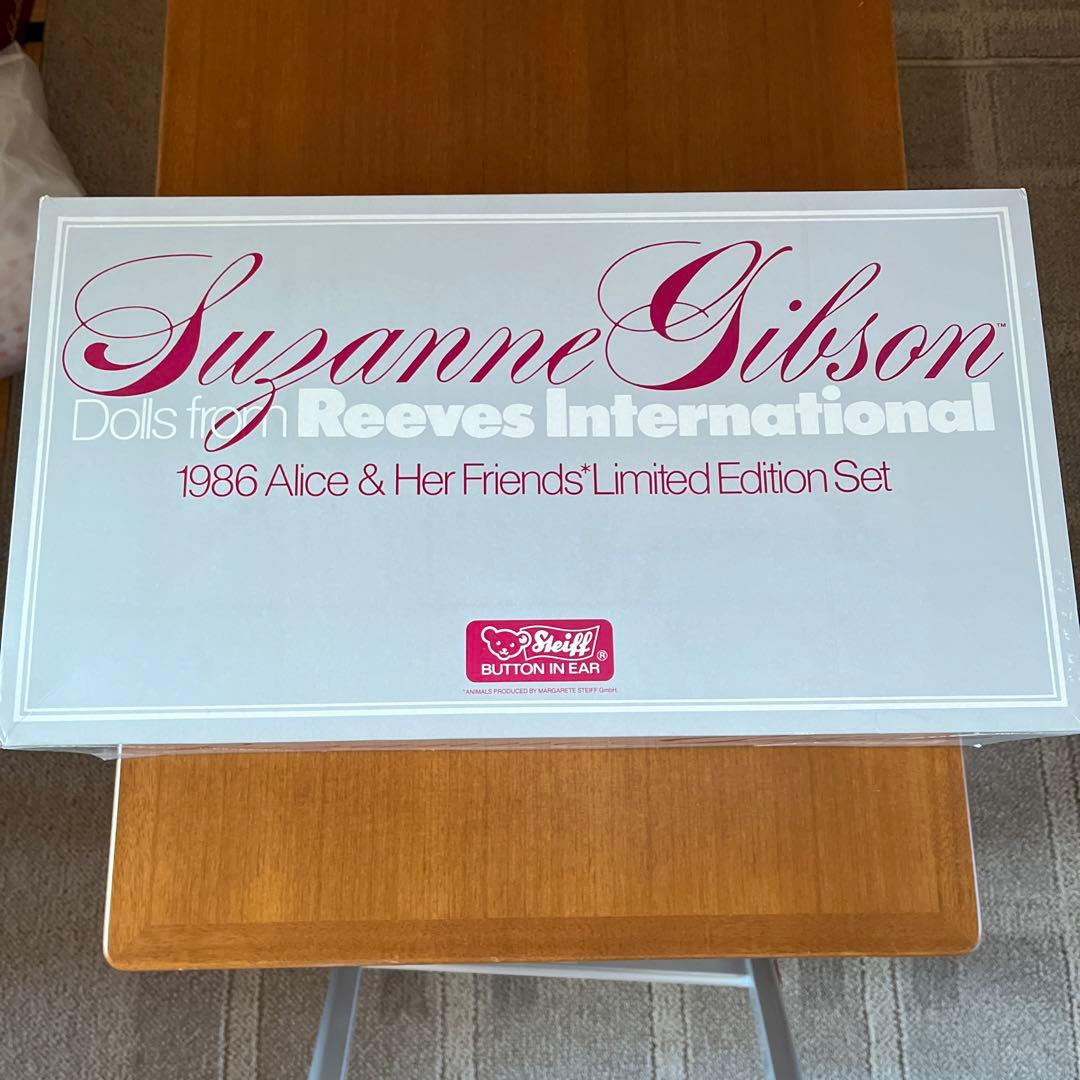 Suzanne Gibson™
Dolls from Reeves International
1986 Alice & Her Friends* Limited Edition Set
Steiff ®
BUTTON IN EAR
*ANIMALS PRODUCED BY MARGARETE STEIFF GmbH.